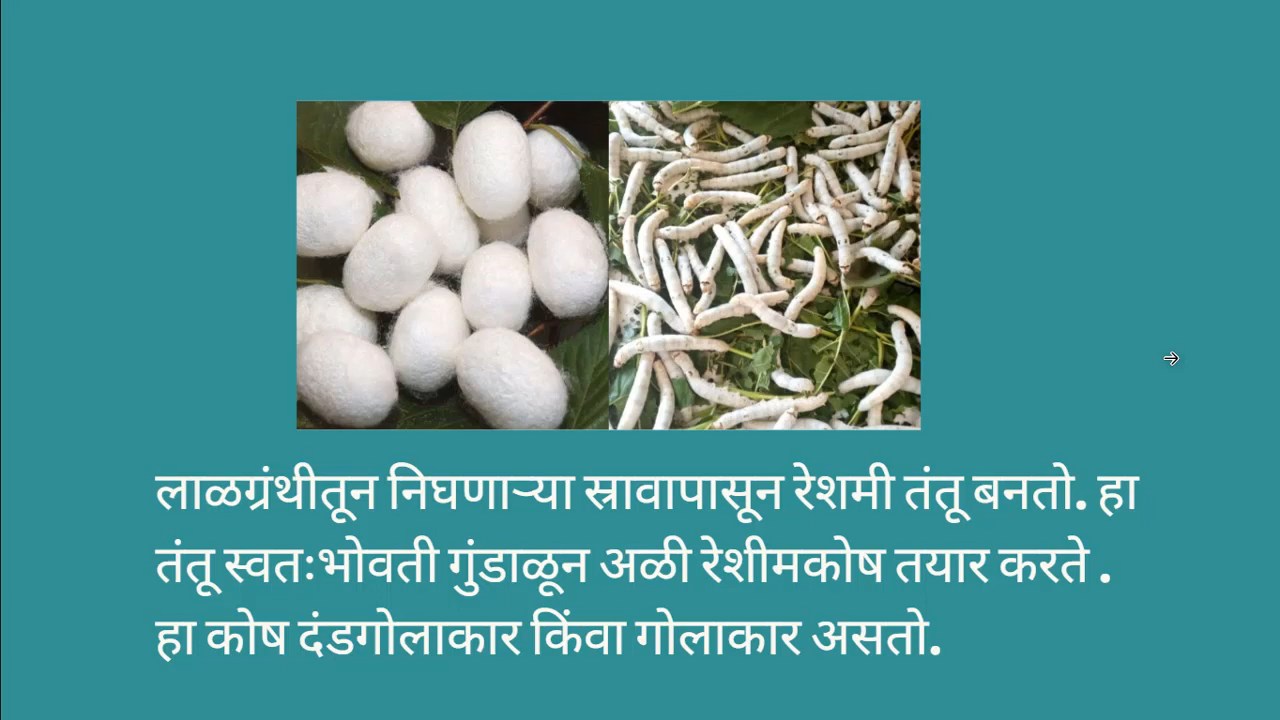 लाळग्रंथीतून निघणाऱ्या स्रावापासून रेशमी तंतू बनतो. हा
तंतू स्वतःभोवती गुंडाळून अळी रेशीमकोष तयार करते .
हा कोष दंडगोलाकार किंवा गोलाकार असतो.